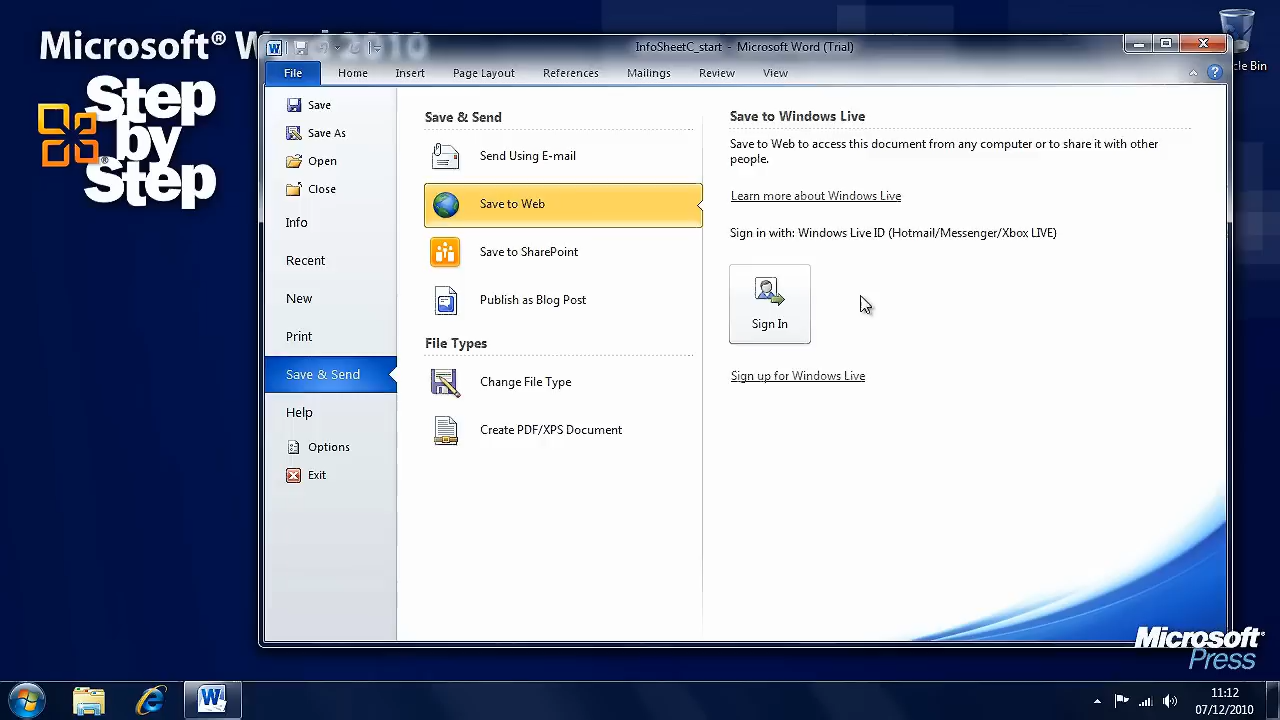 Microsoft® W
Step
by
Step®
InfoSheetC_start - Microsoft Word (Trial)
File Home Insert Page Layout References Mailings Review View
Save
Save As
Open
Close
Info
Recent
New
Print
Save & Send
Help
Options
Exit
Save & Send
Send Using E-mail
Save to Web
Save to SharePoint
Publish as Blog Post
File Types
Change File Type
Create PDF/XPS Document
Save to Windows Live
Save to Web to access this document from any computer or to share it with other
people.
Learn more about Windows Live
Sign in with: Windows Live ID (Hotmail/Messenger/Xbox LIVE)
Sign In
Sign up for Windows Live
cle Bin
Microsoft®
Press
11:12
07/12/2010